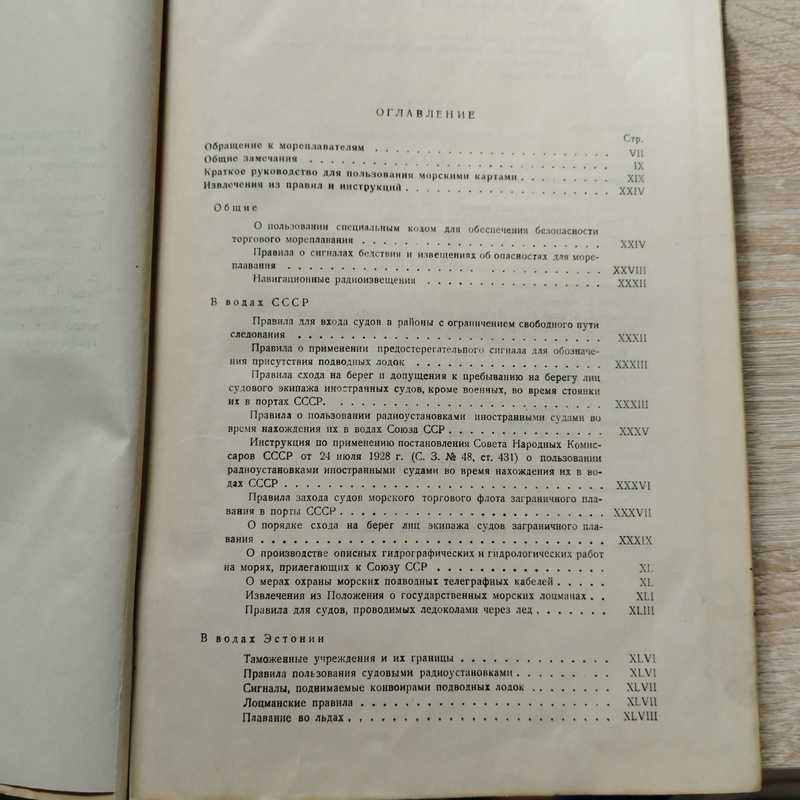 ОГЛАВЛЕНИЕ
Стр.
Обращение к мореплавателям . . . . . . . . . . . . . . . . . . . . . . VII
Общие замечания . . . . . . . . . . . . . . . . . . . . . . . . . . . IX
Краткое руководство для пользования морскими картами . . . . . . . . . XIX
Извлечения из правил и инструкций . . . . . . . . . . . . . . . . . . . XXIV
Общие
О пользовании специальным кодом для обеспечения безопасности
торгового мореплавания . . . . . . . . . . . . . . . . . . . . XXIV
Правила о сигналах бедствия и извещениях об опасностях для море-
плавания . . . . . . . . . . . . . . . . . . . . . . . . . XXVIII
Навигационные радиоизвещения . . . . . . . . . . . . . . . XXXII
В водах СССР
Правила для входа судов в районы с ограничением свободного пути
следования . . . . . . . . . . . . . . . . . . . . . . . . . XXXII
Правила о применении предостерегательного сигнала для обозначе-
ния присутствия подводных лодок . . . . . . . . . . . . . . . XXXIII
Правила схода на берег и допущения к пребыванию на берегу лиц
судового экипажа иностранных судов, кроме военных, во время стоянки
их в портах СССР. . . . . . . . . . . . . . . . . . . . . . XXXIII
Правила о пользовании радиоустановками иностранными судами во
время нахождения их в водах Союза ССР . . . . . . . . . . . . XXXV
Инструкция по применению постановления Совета Народных Комис-
саров СССР от 24 июля 1928 г. (С. З. № 48, ст. 431) о пользовании
радиоустановками иностранными судами во время нахождения их в во-
дах СССР . . . . . . . . . . . . . . . . . . . . . . . . . . XXXVI
Правила захода судов морского торгового флота заграничного пла-
вания в порты СССР . . . . . . . . . . . . . . . . . . . . . XXXVII
О порядке схода на берег лиц экипажа судов заграничного пла-
вания . . . . . . . . . . . . . . . . . . . . . . . . . . . XXXIX
О производстве описных гидрографических и гидрологических работ
на морях, прилегающих к Союзу ССР . . . . . . . . . . . . . . XL
О мерах охраны морских подводных телеграфных кабелей . . . . . XL
Извлечения из Положения о государственных морских лоцманах . . XLI
Правила для судов, проводимых ледоколами через лед . . . . . . . XLIII
В водах Эстонии
Таможенные учреждения и их границы . . . . . . . . . . . . . XLVI
Правила пользования судовыми радиоустановками . . . . . . . . XLVI
Сигналы, поднимаемые конвоирами подводных лодок . . . . . . . . XLVII
Лоцманские правила . . . . . . . . . . . . . . . . . . . . . XLVII
Плавание во льдах . . . . . . . . . . . . . . . . . . . . . . XLVIII